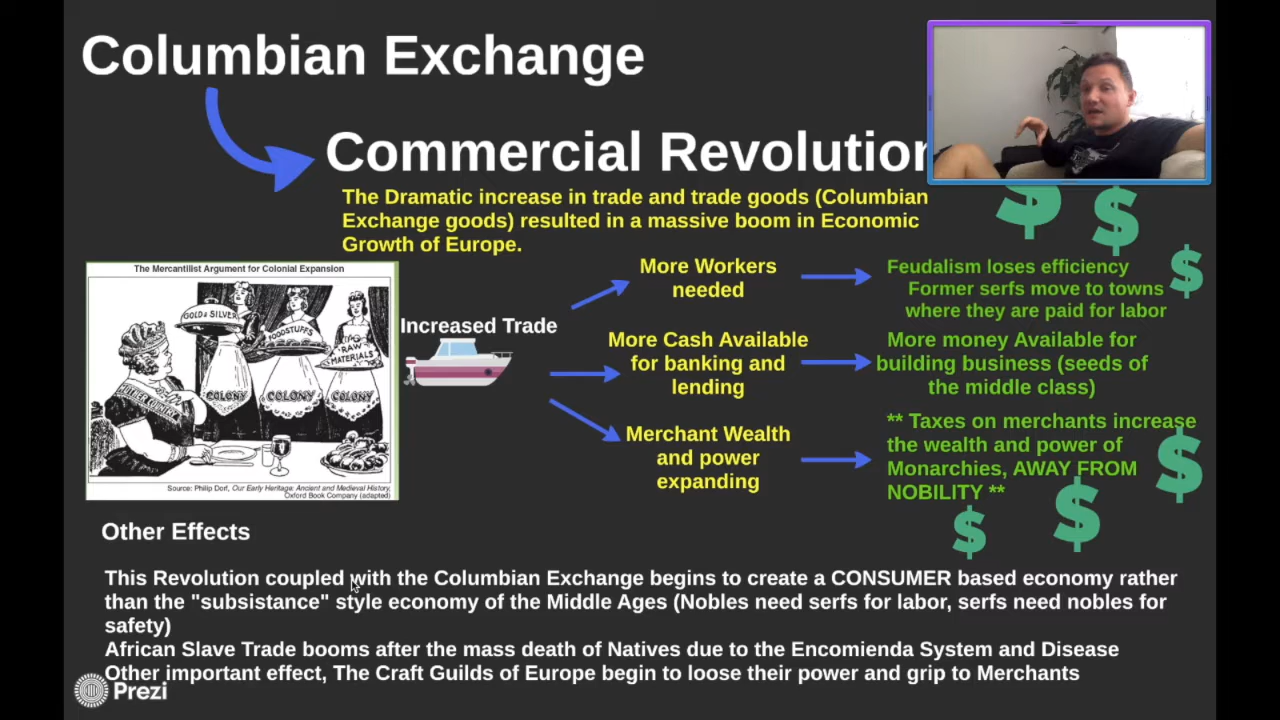 Columbian Exchange
Commercial Revolution
The Dramatic increase in trade and trade goods (Columbian
Exchange goods) resulted in a massive boom in Economic
Growth of Europe.
The Mercantilist Argument for Colonial Expansion
GOLD & SILVER
FOODSTUFFS
RAW
MATERIALS
MOTHER COUNTRY
COLONY
COLONY
COLONY
Source: Philip Dorf, Our Early Heritage: Ancient and Medieval History,
Oxford Book Company (adapted)
Increased Trade
More Workers
needed
Feudalism loses efficiency
Former serfs move to towns
where they are paid for labor
More Cash Available
for banking and
lending
More money Available for
building business (seeds of
the middle class)
Merchant Wealth
and power
expanding
** Taxes on merchants increase
the wealth and power of
Monarchies, AWAY FROM
NOBILITY **
$
$
$
$
$
$
Other Effects
This Revolution coupled with the Columbian Exchange begins to create a CONSUMER based economy rather
than the "subsistance" style economy of the Middle Ages (Nobles need serfs for labor, serfs need nobles for
safety)
African Slave Trade booms after the mass death of Natives due to the Encomienda System and Disease
Other important effect, The Craft Guilds of Europe begin to loose their power and grip to Merchants
Prezi